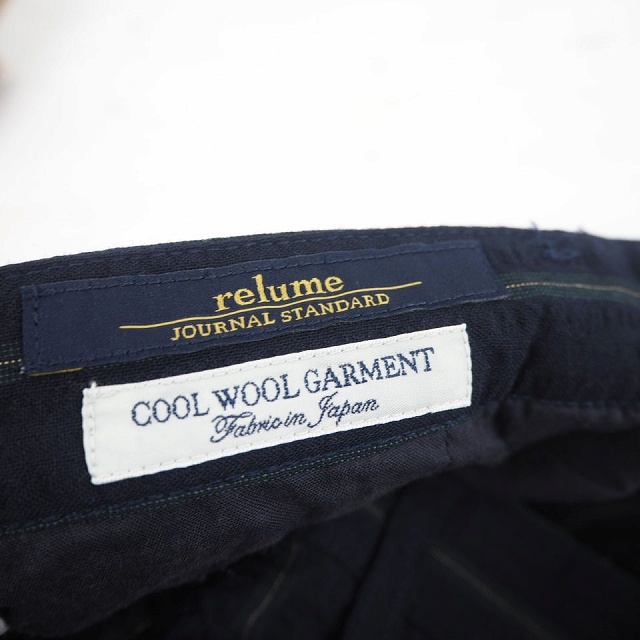 relume
JOURNAL STANDARD
COOL WOOL GARMENT
Fabric in Japan